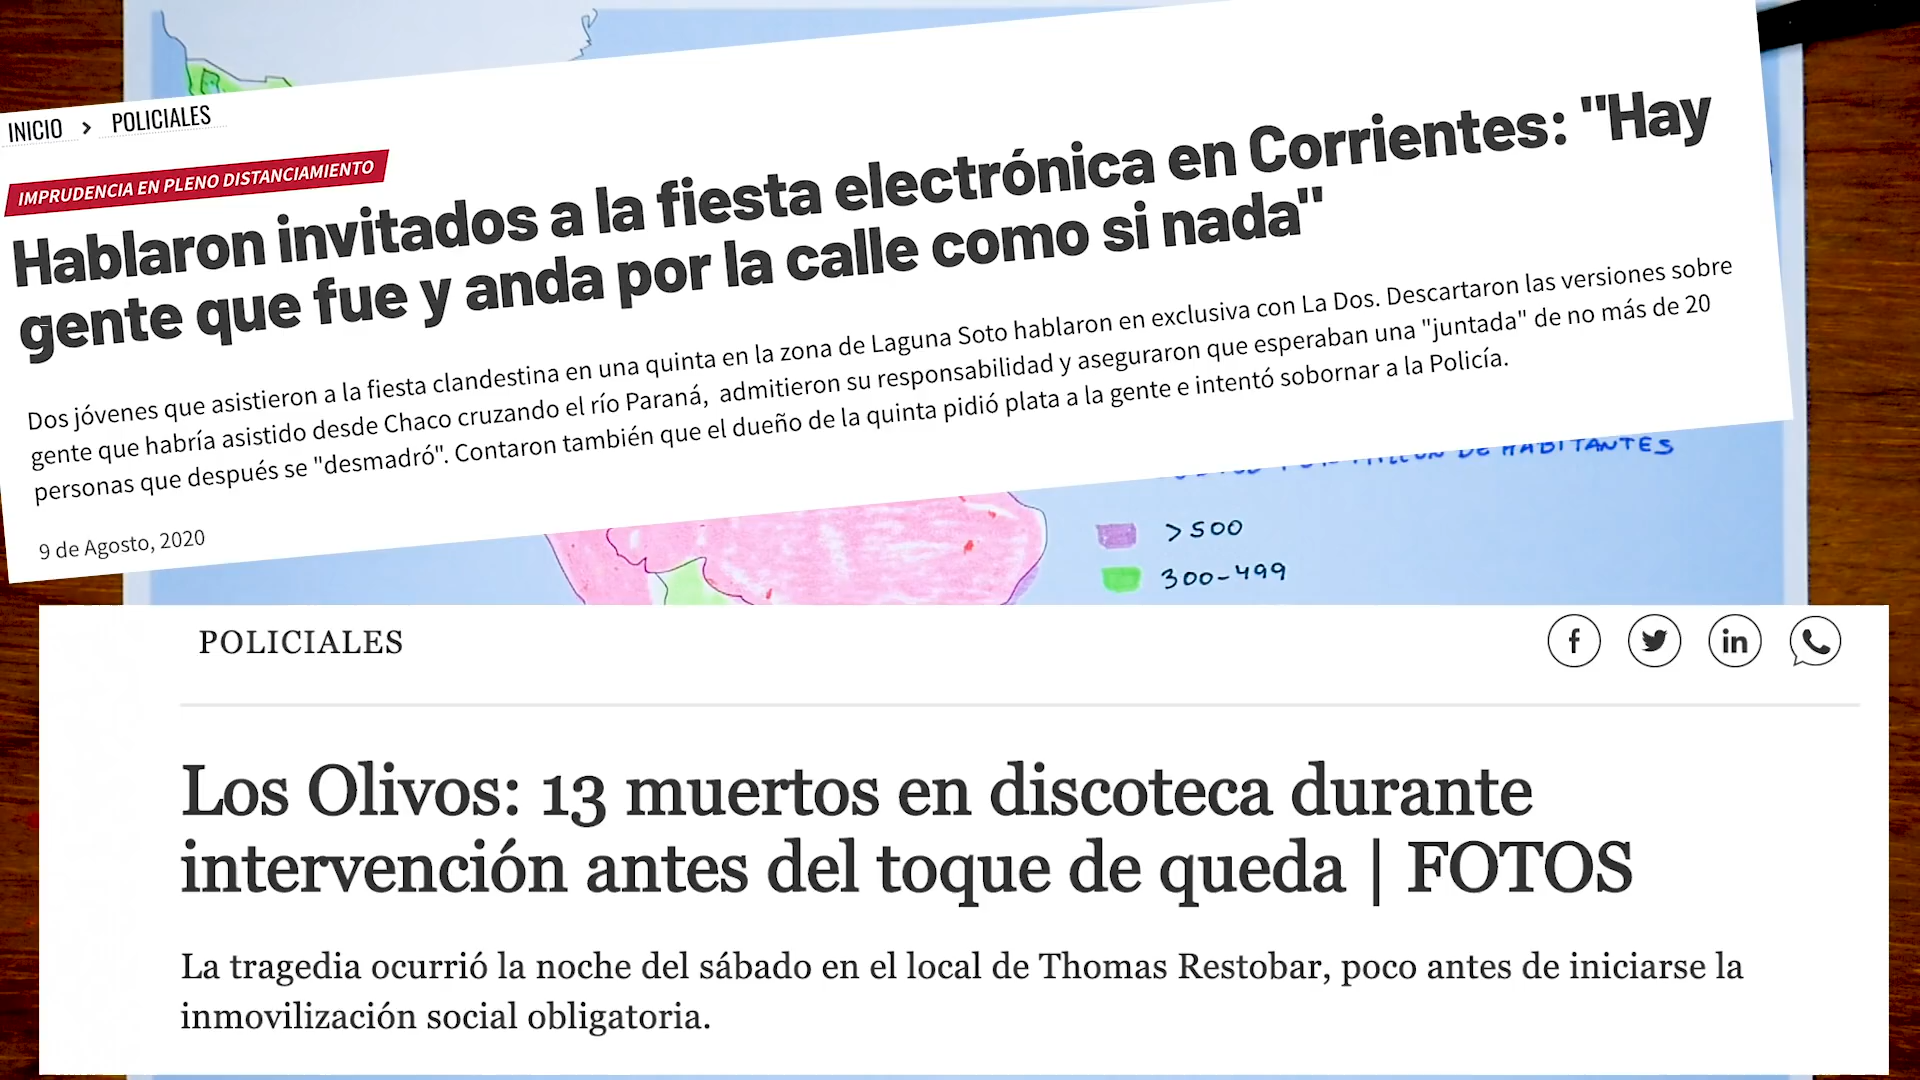 INICIO > POLICIALES
IMPRUDENCIA EN PLENO DISTANCIAMIENTO
Hablaron invitados a la fiesta electrónica en Corrientes: "Hay
gente que fue y anda por la calle como si nada"
Dos jóvenes que asistieron a la fiesta clandestina en una quinta en la zona de Laguna Soto hablaron en exclusiva con La Dos. Descartaron las versiones sobre
gente que habría asistido desde Chaco cruzando el río Paraná, admitieron su responsabilidad y aseguraron que esperaban una "juntada" de no más de 20
personas que después se "desmadró". Contaron también que el dueño de la quinta pidió plata a la gente e intentó sobornar a la Policía.
9 de Agosto, 2020
DE HABITANTES
>500
300-499
POLICIALES
Los Olivos: 13 muertos en discoteca durante
intervención antes del toque de queda | FOTOS
La tragedia ocurrió la noche del sábado en el local de Thomas Restobar, poco antes de iniciarse la
inmovilización social obligatoria.